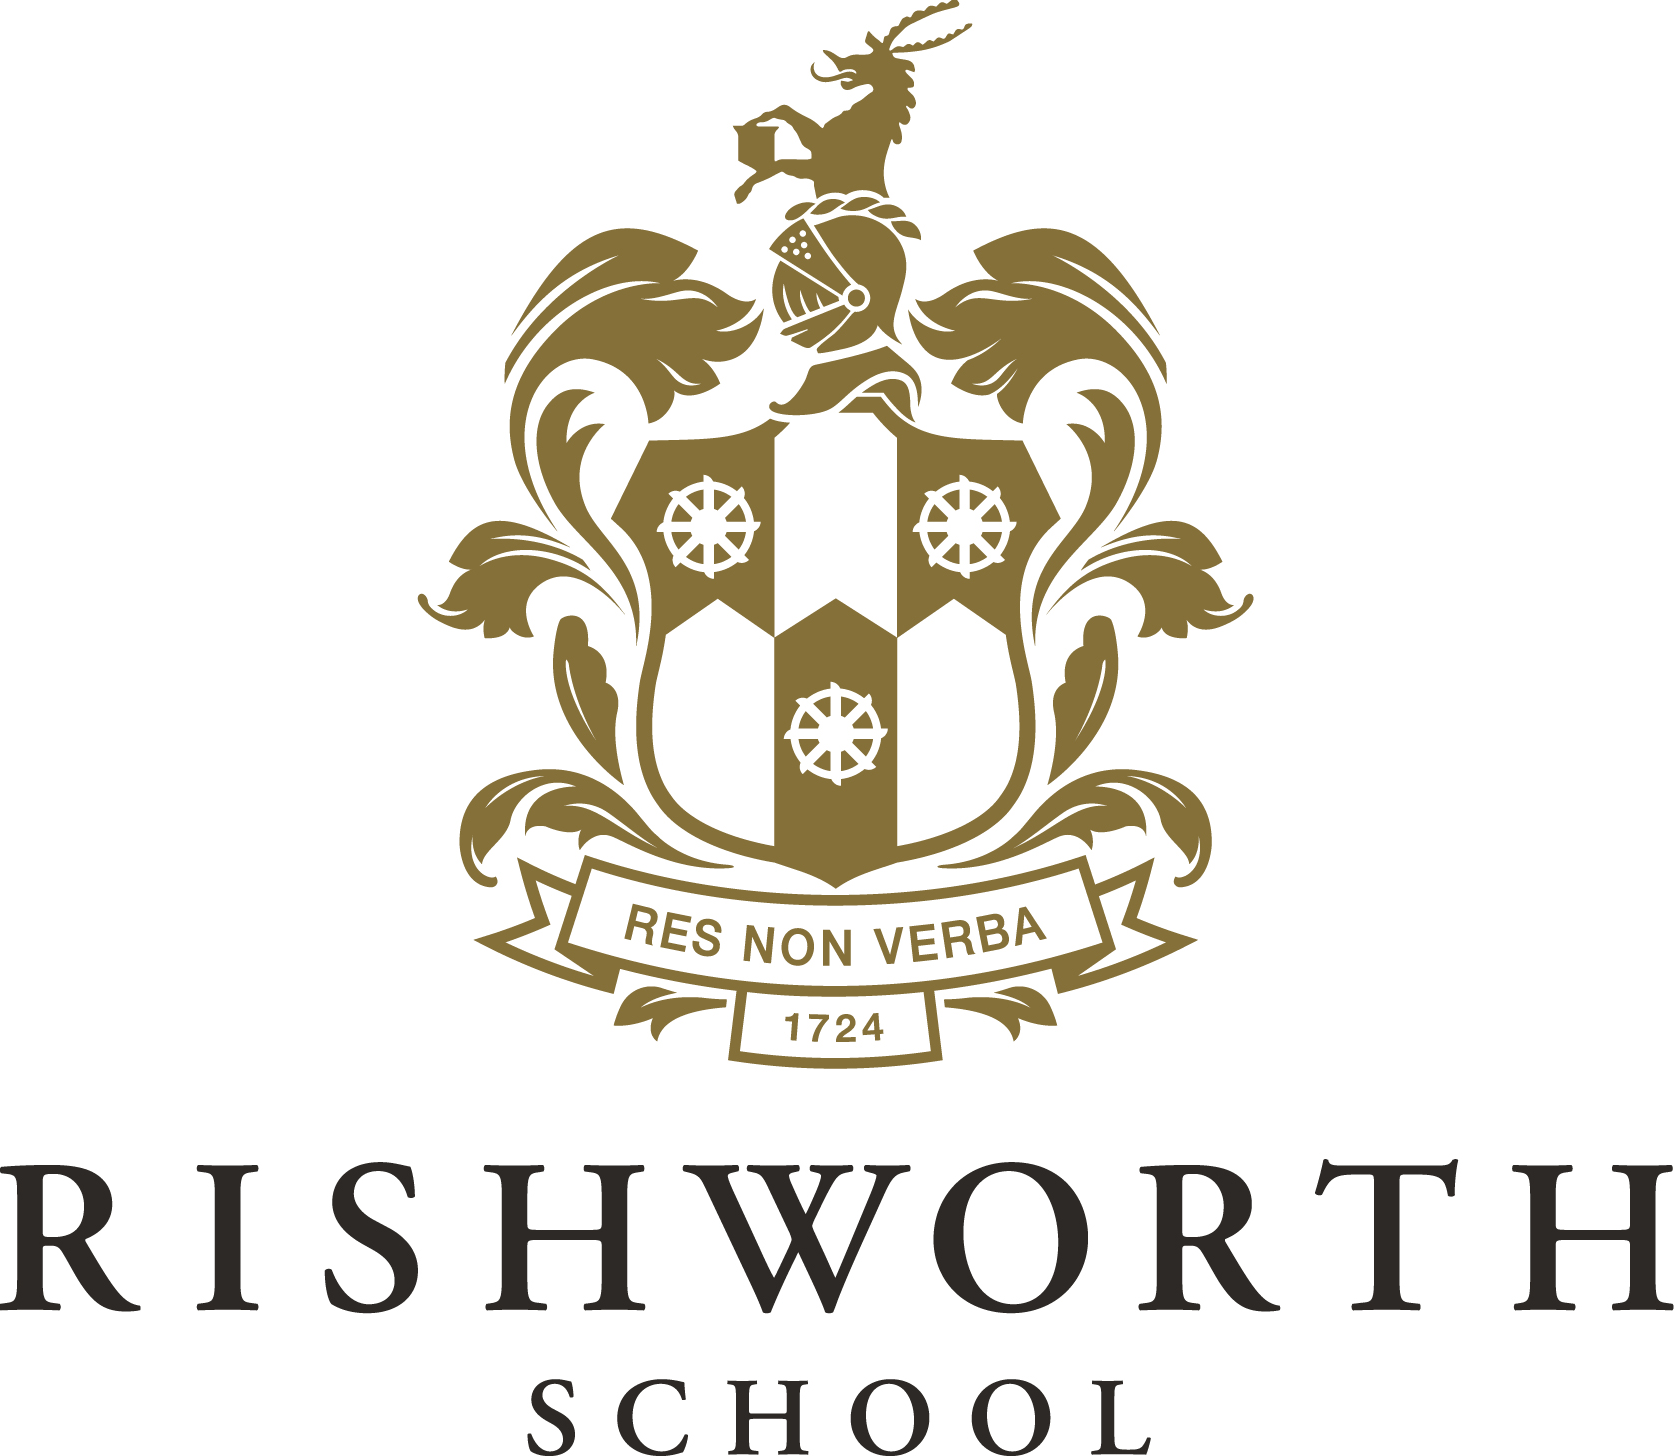 RES NON VERBA
1724
RISHWORTH
SCHOOL